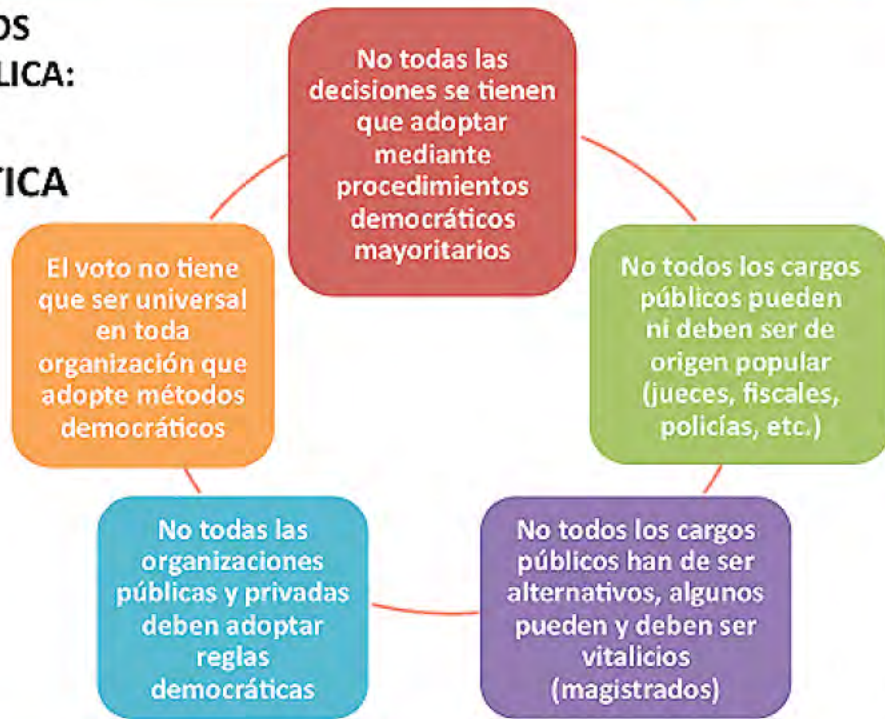 OS
LICA:
TICA
No todas las
decisiones se tienen
que adoptar
mediante
procedimientos
democráticos
mayoritarios
No todos los cargos
públicos pueden
ni deben ser de
origen popular
(jueces, fiscales,
policías, etc.)
No todos los cargos
públicos han de ser
alternativos, algunos
pueden y deben ser
vitalicios
(magistrados)
No todas las
organizaciones
públicas y privadas
deben adoptar
reglas
democráticas
El voto no tiene
que ser universal
en toda
organización que
adopte métodos
democráticos